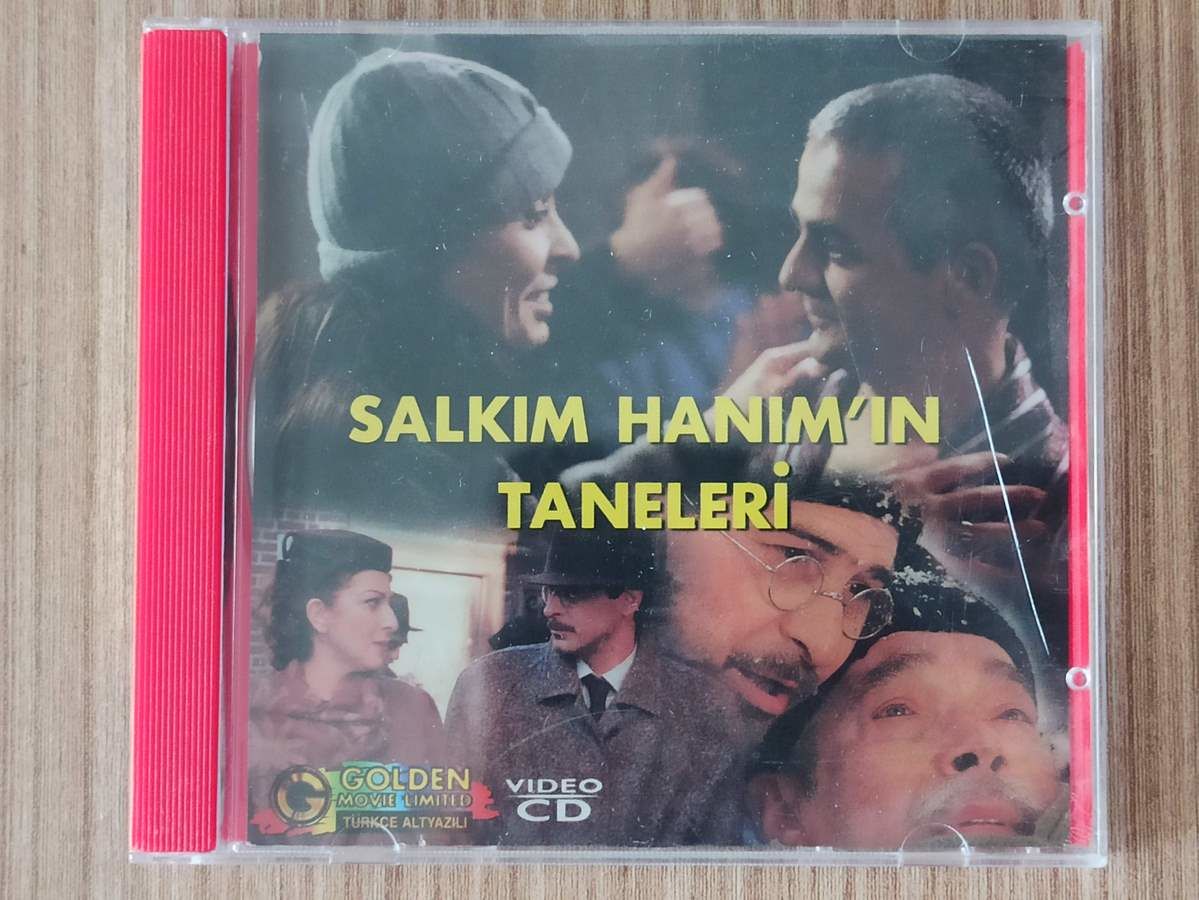 SALKIM HANIM'IN
TANELERİ
GOLDEN
MOVIE LIMITED
TÜRKÇE ALTYAZILI
VIDEO
CD